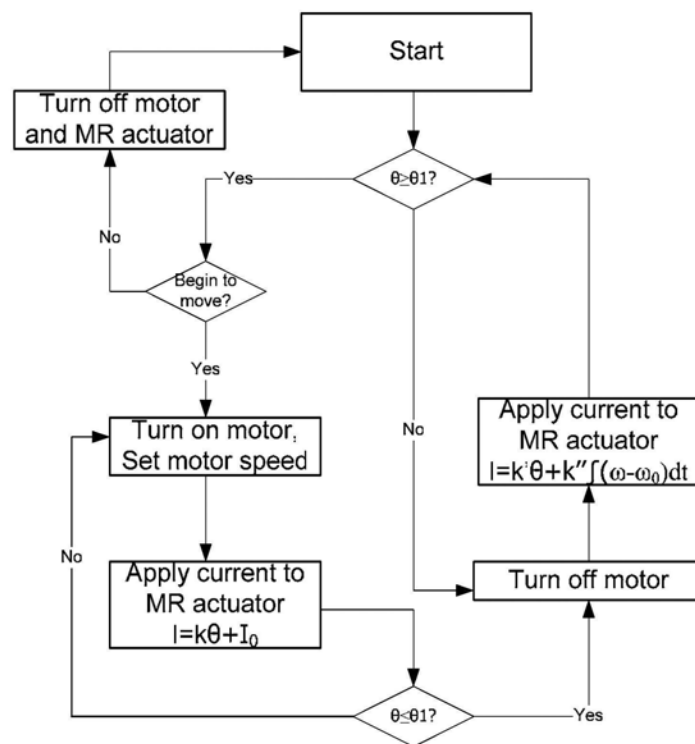 Start
Turn off motor
and MR actuator
θ≥θ1?
Yes
No
Begin to
move?
Yes
Turn on motor,
Set motor speed
No
Apply current to
MR actuator
I=k'θ+k''∫(ω-ω₀)dt
No
Apply current to
MR actuator
I=kθ+I₀
Turn off motor
θ≤θ1?
Yes